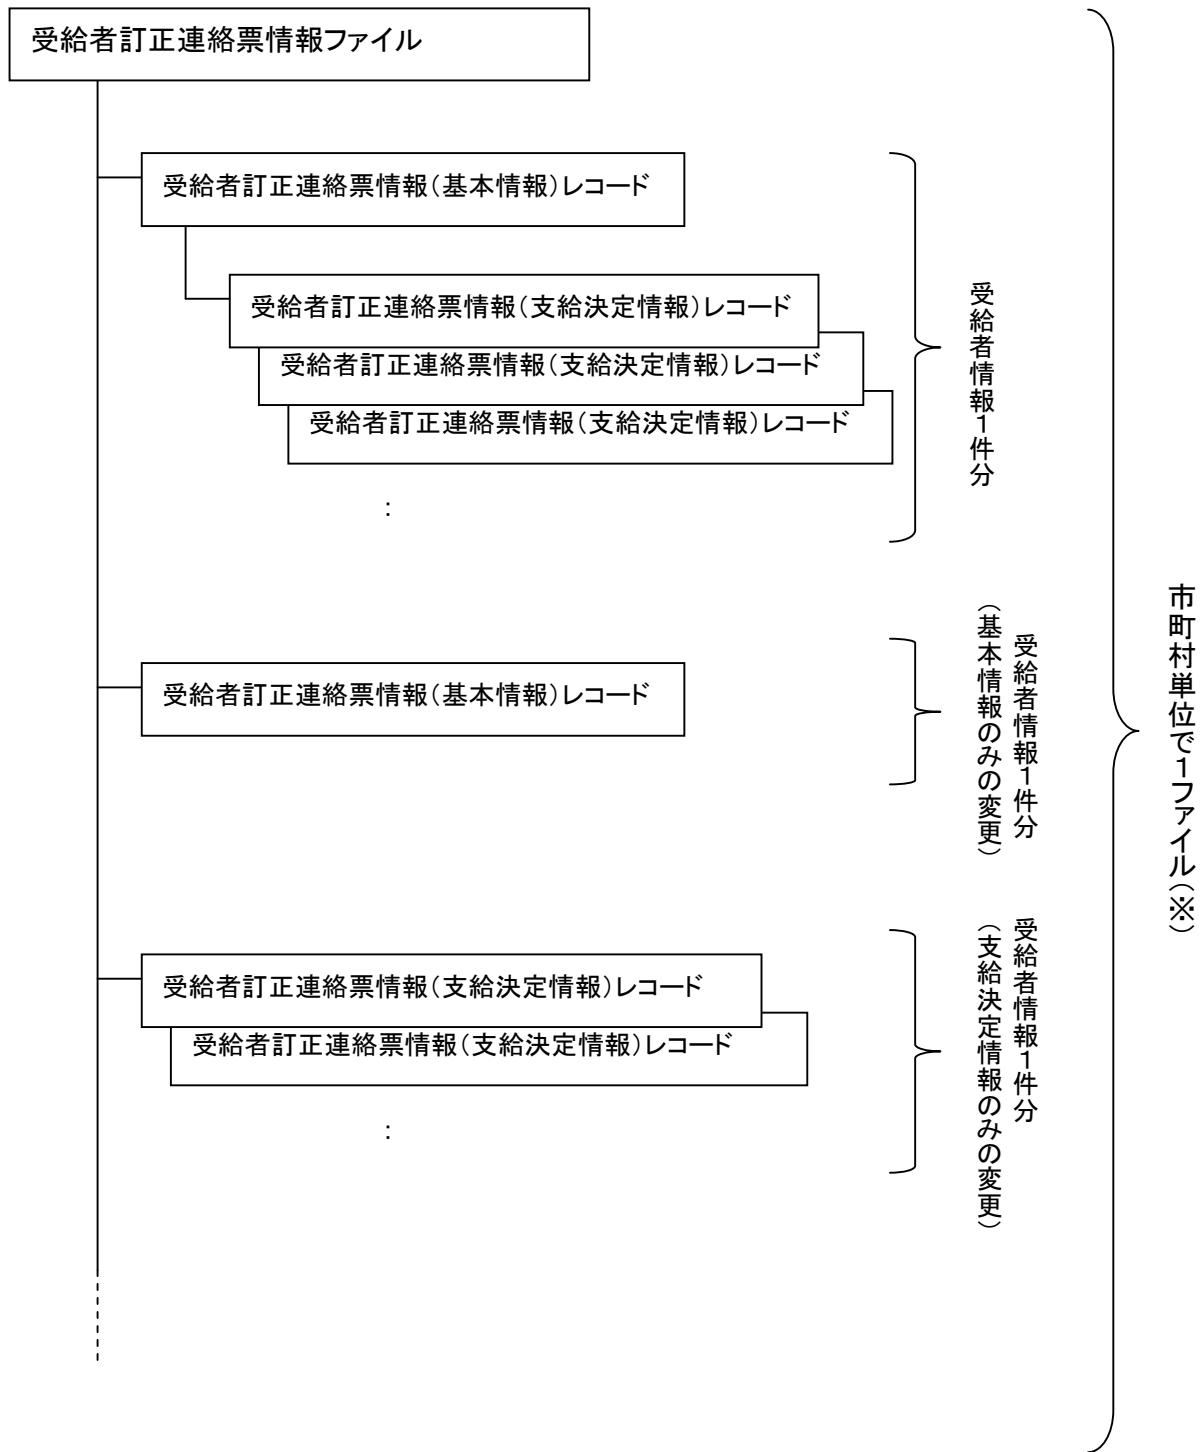 受給者訂正連絡票情報ファイル
受給者訂正連絡票情報(基本情報)レコード
受給者訂正連絡票情報(支給決定情報)レコード
受給者訂正連絡票情報(支給決定情報)レコード
受給者訂正連絡票情報(支給決定情報)レコード
:
受給者情報1件分
受給者訂正連絡票情報(基本情報)レコード
受給者情報1件分
(基本情報のみの変更)
受給者訂正連絡票情報(支給決定情報)レコード
受給者訂正連絡票情報(支給決定情報)レコード
:
受給者情報1件分
(支給決定情報のみの変更)
市町村単位で1ファイル(※)